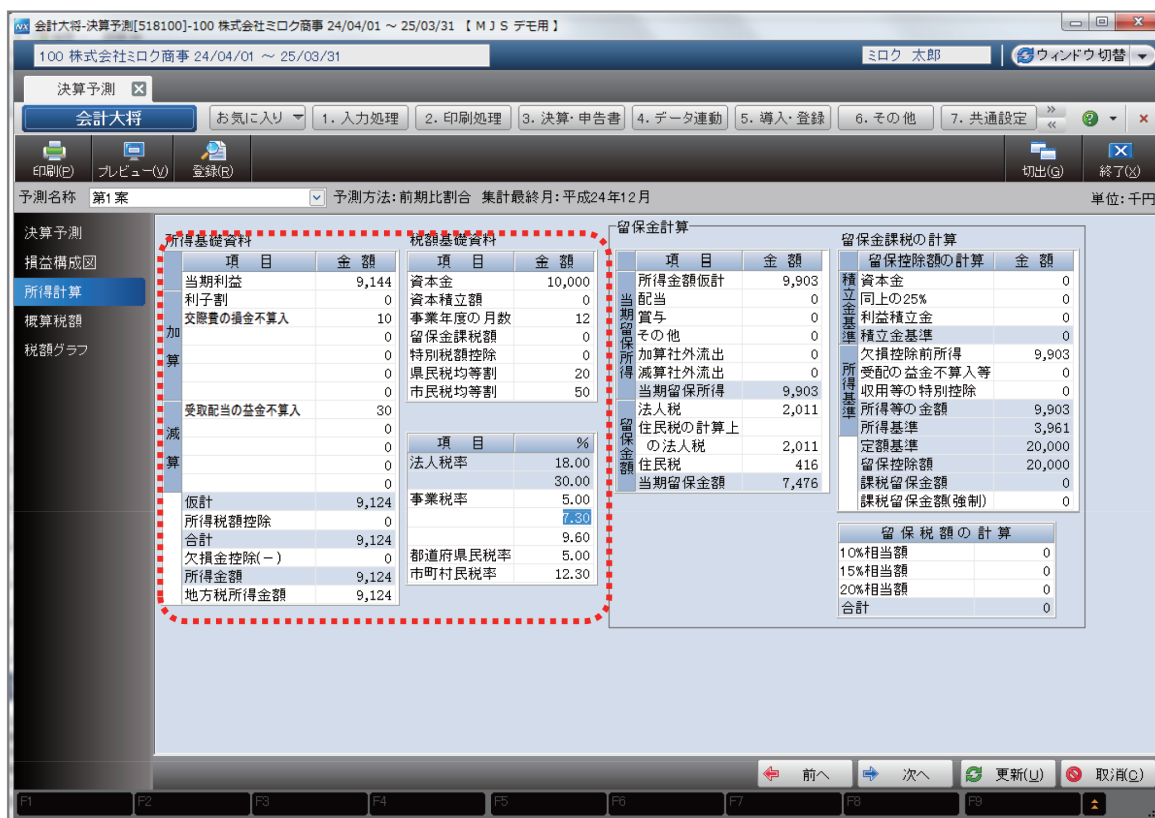 会計大将-決算予測[518100]-100 株式会社ミロク商事 24/04/01 ～ 25/03/31 【 M J S デモ用 】
100 株式会社ミロク商事 24/04/01 ～ 25/03/31
ミロク 太郎
ウィンドウ切替
決算予測
会計大将
お気に入り
1. 入力処理
2. 印刷処理
3. 決算・申告書
4. データ連動
5. 導入・登録
6. その他
7. 共通設定
印刷(P)
プレビュー(V)
登録(R)
切出(G)
終了(X)
予測名称 第1案 予測方法:前期比割合 集計最終月:平成24年12月 単位:千円
決算予測
損益構成図
所得計算
概算税額
税額グラフ
所得基礎資料
項 目 金 額
当期利益 9,144
加算
利子割 0
交際費の損金不算入 10
0
0
0
0
減算
受取配当の益金不算入 30
0
0
0
0
仮計 9,124
所得税額控除 0
合計 9,124
欠損金控除(－) 0
所得金額 9,124
地方税所得金額 9,124
税額基礎資料
項 目 金 額
資本金 10,000
資本積立額 0
事業年度の月数 12
留保金課税額 0
特別税額控除 0
県民税均等割 20
市民税均等割 50
項 目 %
法人税率 18.00
30.00
事業税率 5.00
7.30
9.60
都道府県民税率 5.00
市町村民税率 12.30
留保金計算
項 目 金 額
当期留保所得
所得金額仮計 9,903
配当 0
賞与 0
その他 0
加算社外流出 0
減算社外流出 0
当期留保所得 9,903
留保金額
法人税 2,011
住民税の計算上
の法人税 2,011
住民税 416
当期留保金額 7,476
留保金課税の計算
留保控除額の計算 金 額
積立金基準
資本金 0
同上の25% 0
利益積立金 0
積立金基準 0
所得基準
欠損控除前所得 9,903
受配の益金不算入等 0
収用等の特別控除 0
所得等の金額 9,903
所得基準 3,961
定額基準 20,000
留保控除額 20,000
課税留保金額 0
課税留保金額(強制) 0
留 保 税 額 の 計 算
10%相当額 0
15%相当額 0
20%相当額 0
合計 0
前へ
次へ
更新(U)
取消(C)
F1 F2 F3 F4 F5 F6 F7 F8 F9